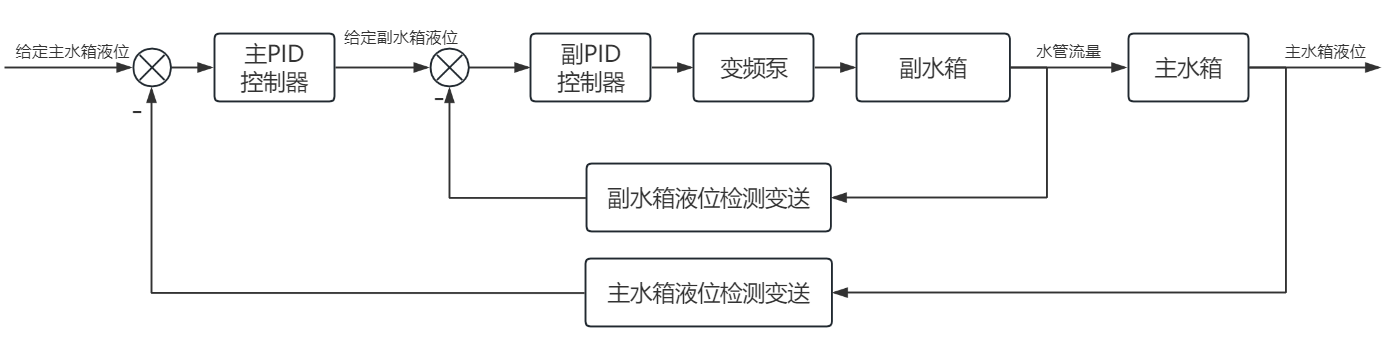 给定主水箱液位
主PID
控制器
给定副水箱液位
副PID
控制器
变频泵
副水箱
水管流量
主水箱
主水箱液位
-
-
副水箱液位检测变送
主水箱液位检测变送